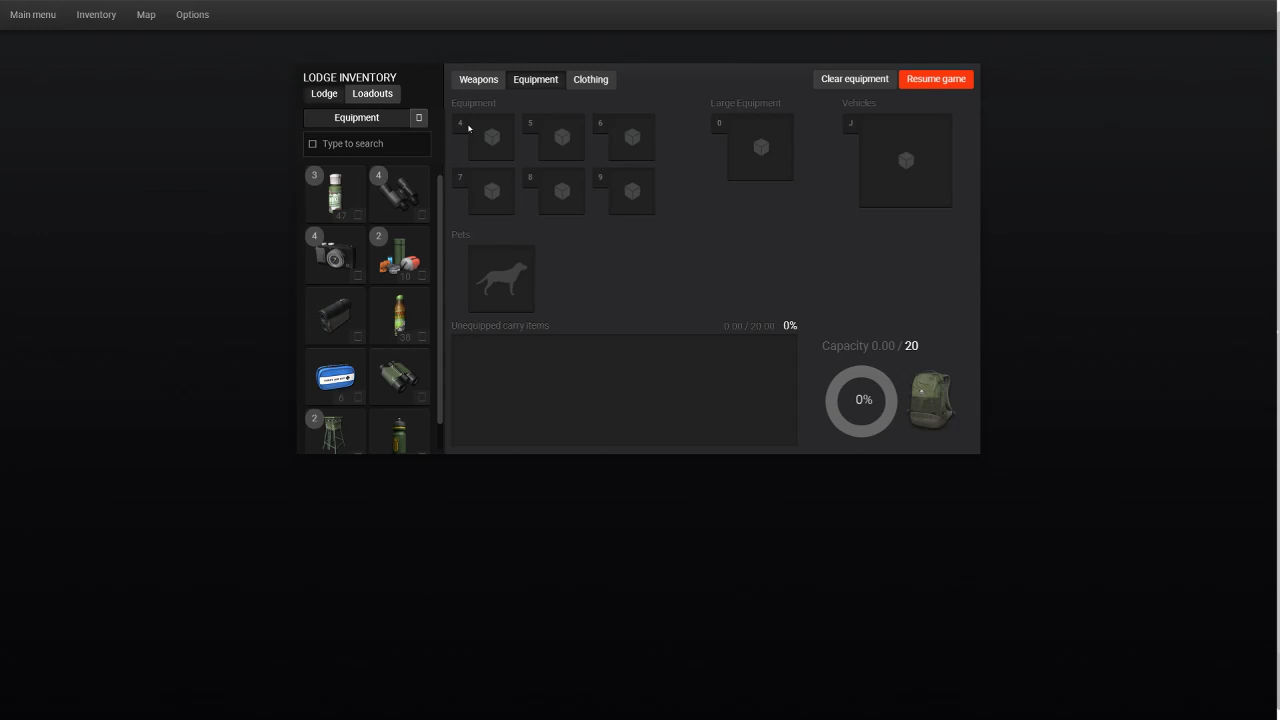 Main menu
Inventory
Map
Options
LODGE INVENTORY
Lodge
Loadouts
Equipment
Type to search
3
47
4
4
2
10
38
6
2
Weapons
Equipment
Clothing
Clear equipment
Resume game
Equipment
4
5
6
7
8
9
Large Equipment
0
Vehicles
J
Pets
Unequipped carry items
0.00 / 20.00
0%
Capacity 0.00 / 20
0%